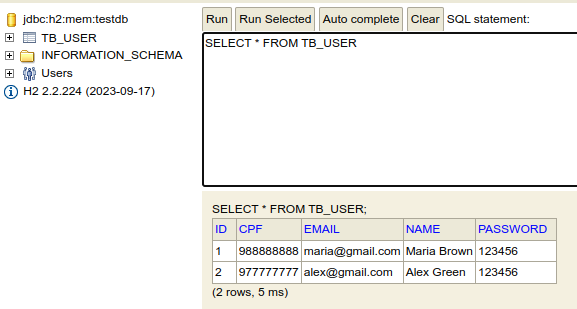 jdbc:h2:mem:testdb
TB_USER
INFORMATION_SCHEMA
Users
H2 2.2.224 (2023-09-17)
Run Run Selected Auto complete Clear SQL statement:
SELECT * FROM TB_USER
SELECT * FROM TB_USER;
ID CPF EMAIL NAME PASSWORD
1 988888888 maria@gmail.com Maria Brown 123456
2 977777777 alex@gmail.com Alex Green 123456
(2 rows, 5 ms)